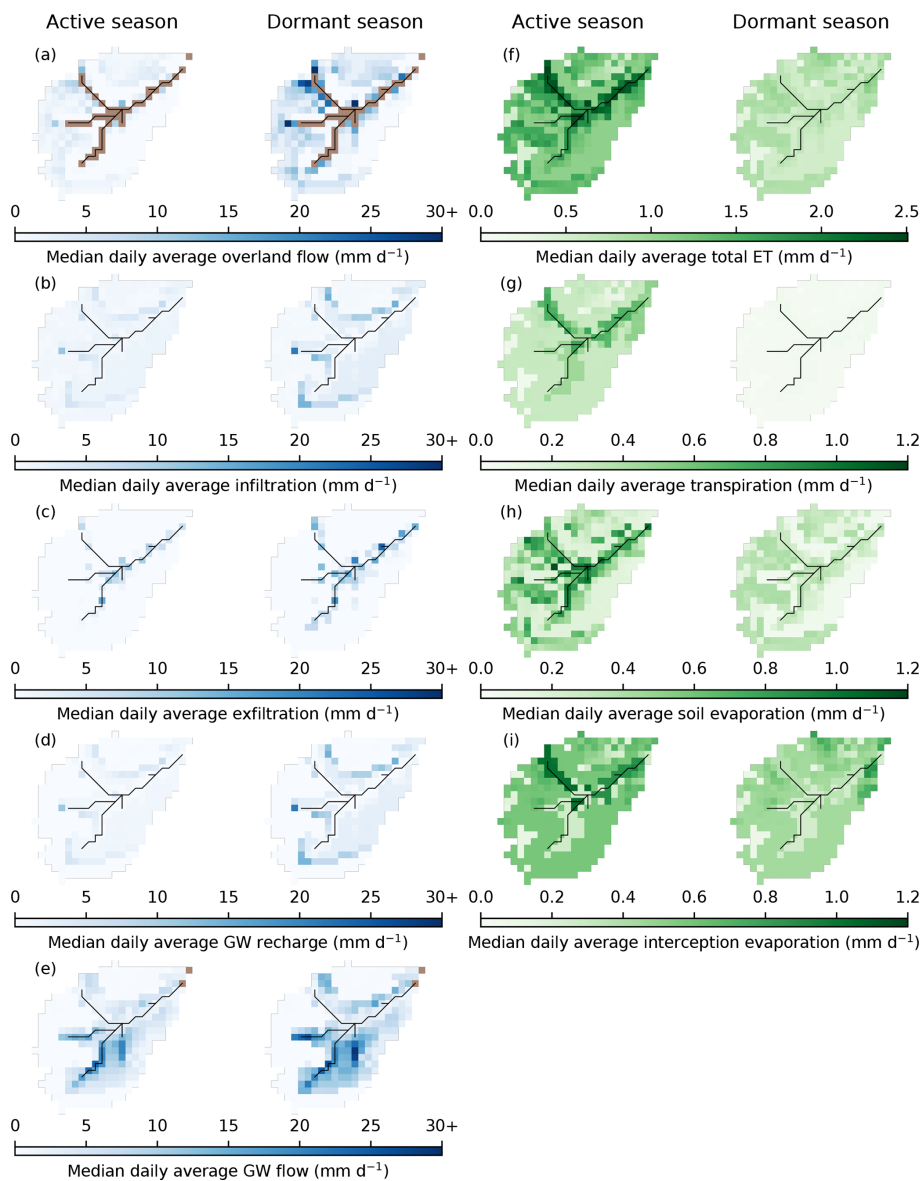 Active season Dormant season Active season Dormant season
(a) (f)
0 5 10 15 20 25 30+ 0.0 0.5 1.0 1.5 2.0 2.5
Median daily average overland flow (mm d⁻¹) Median daily average total ET (mm d⁻¹)
(b) (g)
0 5 10 15 20 25 30+ 0.0 0.2 0.4 0.6 0.8 1.0 1.2
Median daily average infiltration (mm d⁻¹) Median daily average transpiration (mm d⁻¹)
(c) (h)
0 5 10 15 20 25 30+ 0.0 0.2 0.4 0.6 0.8 1.0 1.2
Median daily average exfiltration (mm d⁻¹) Median daily average soil evaporation (mm d⁻¹)
(d) (i)
0 5 10 15 20 25 30+ 0.0 0.2 0.4 0.6 0.8 1.0 1.2
Median daily average GW recharge (mm d⁻¹) Median daily average interception evaporation (mm d⁻¹)
(e)
0 5 10 15 20 25 30+
Median daily average GW flow (mm d⁻¹)